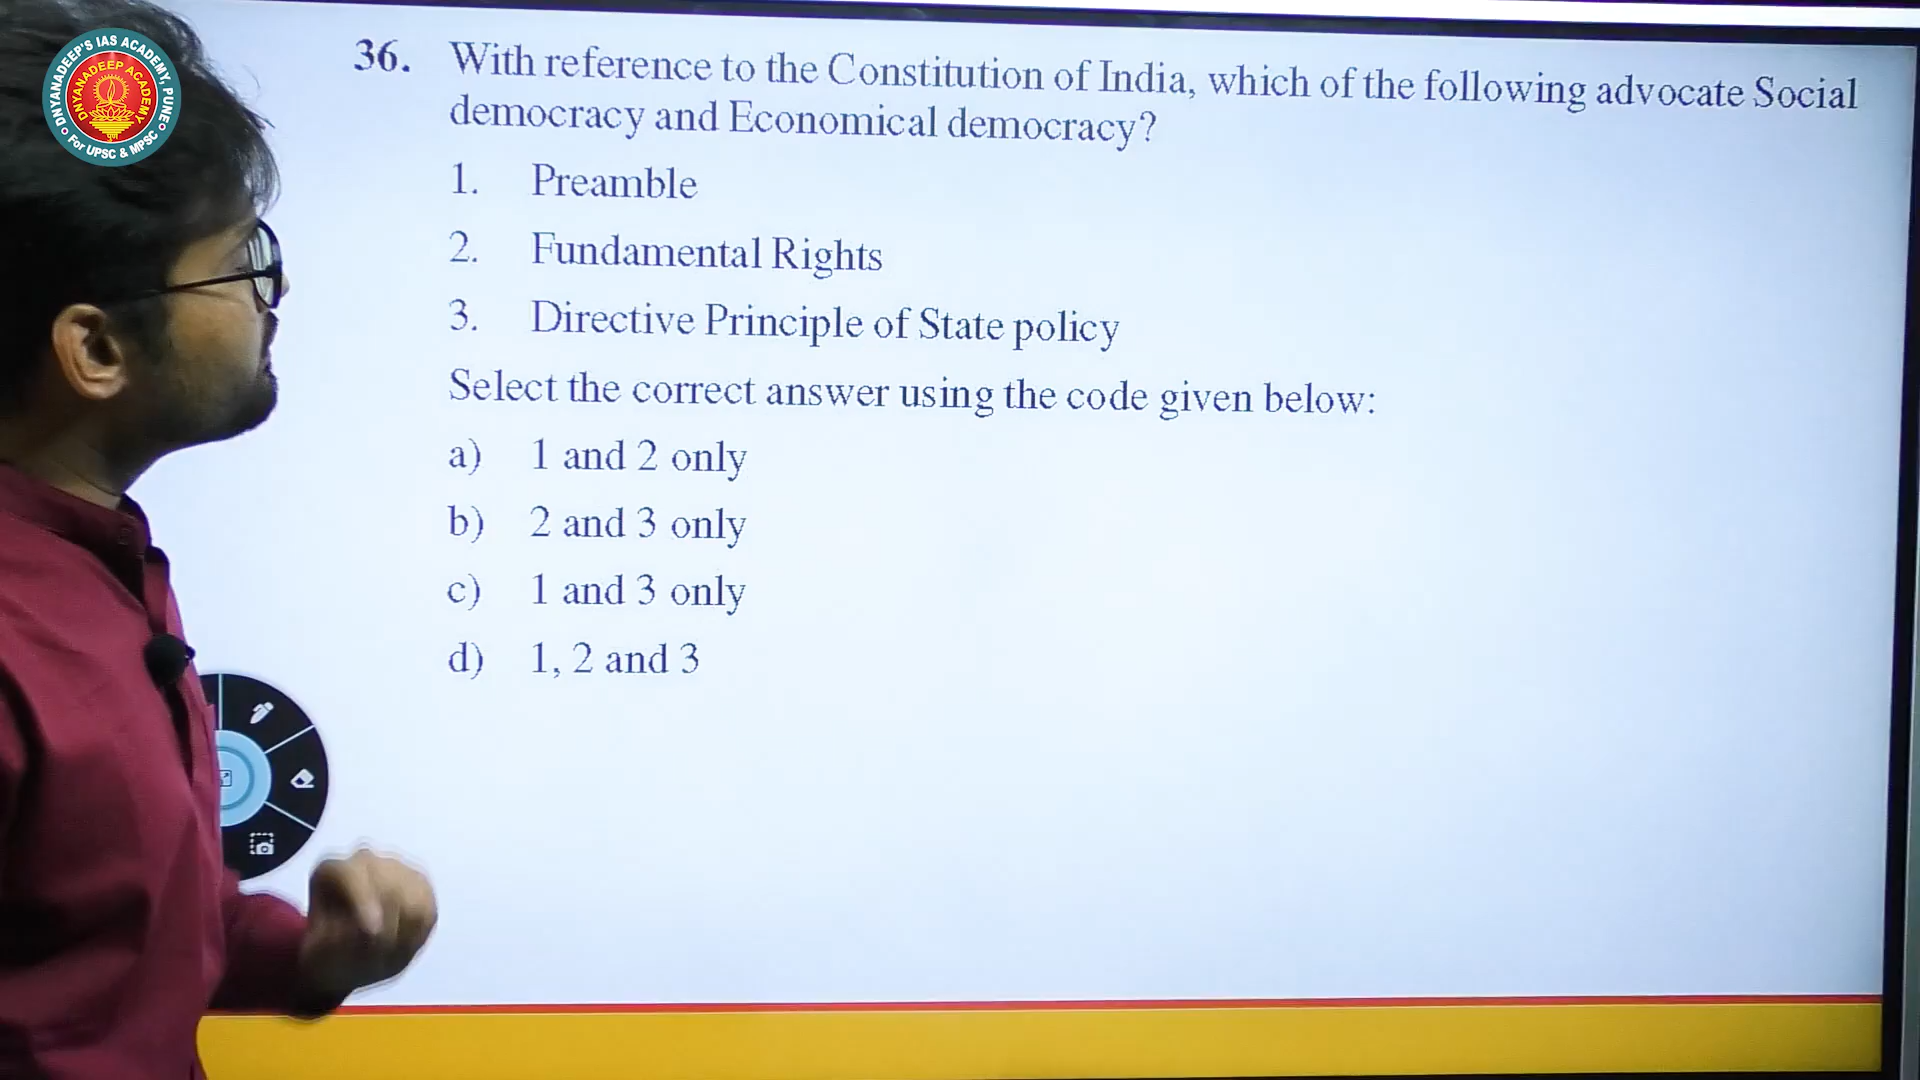 DNYANADEEP'S IAS ACADEMY, PUNE
DNYANADEEP ACADEMY
For UPSC & MPSC
36. With reference to the Constitution of India, which of the following advocate Social
democracy and Economical democracy?
1. Preamble
2. Fundamental Rights
3. Directive Principle of State policy
Select the correct answer using the code given below:
a) 1 and 2 only
b) 2 and 3 only
c) 1 and 3 only
d) 1, 2 and 3